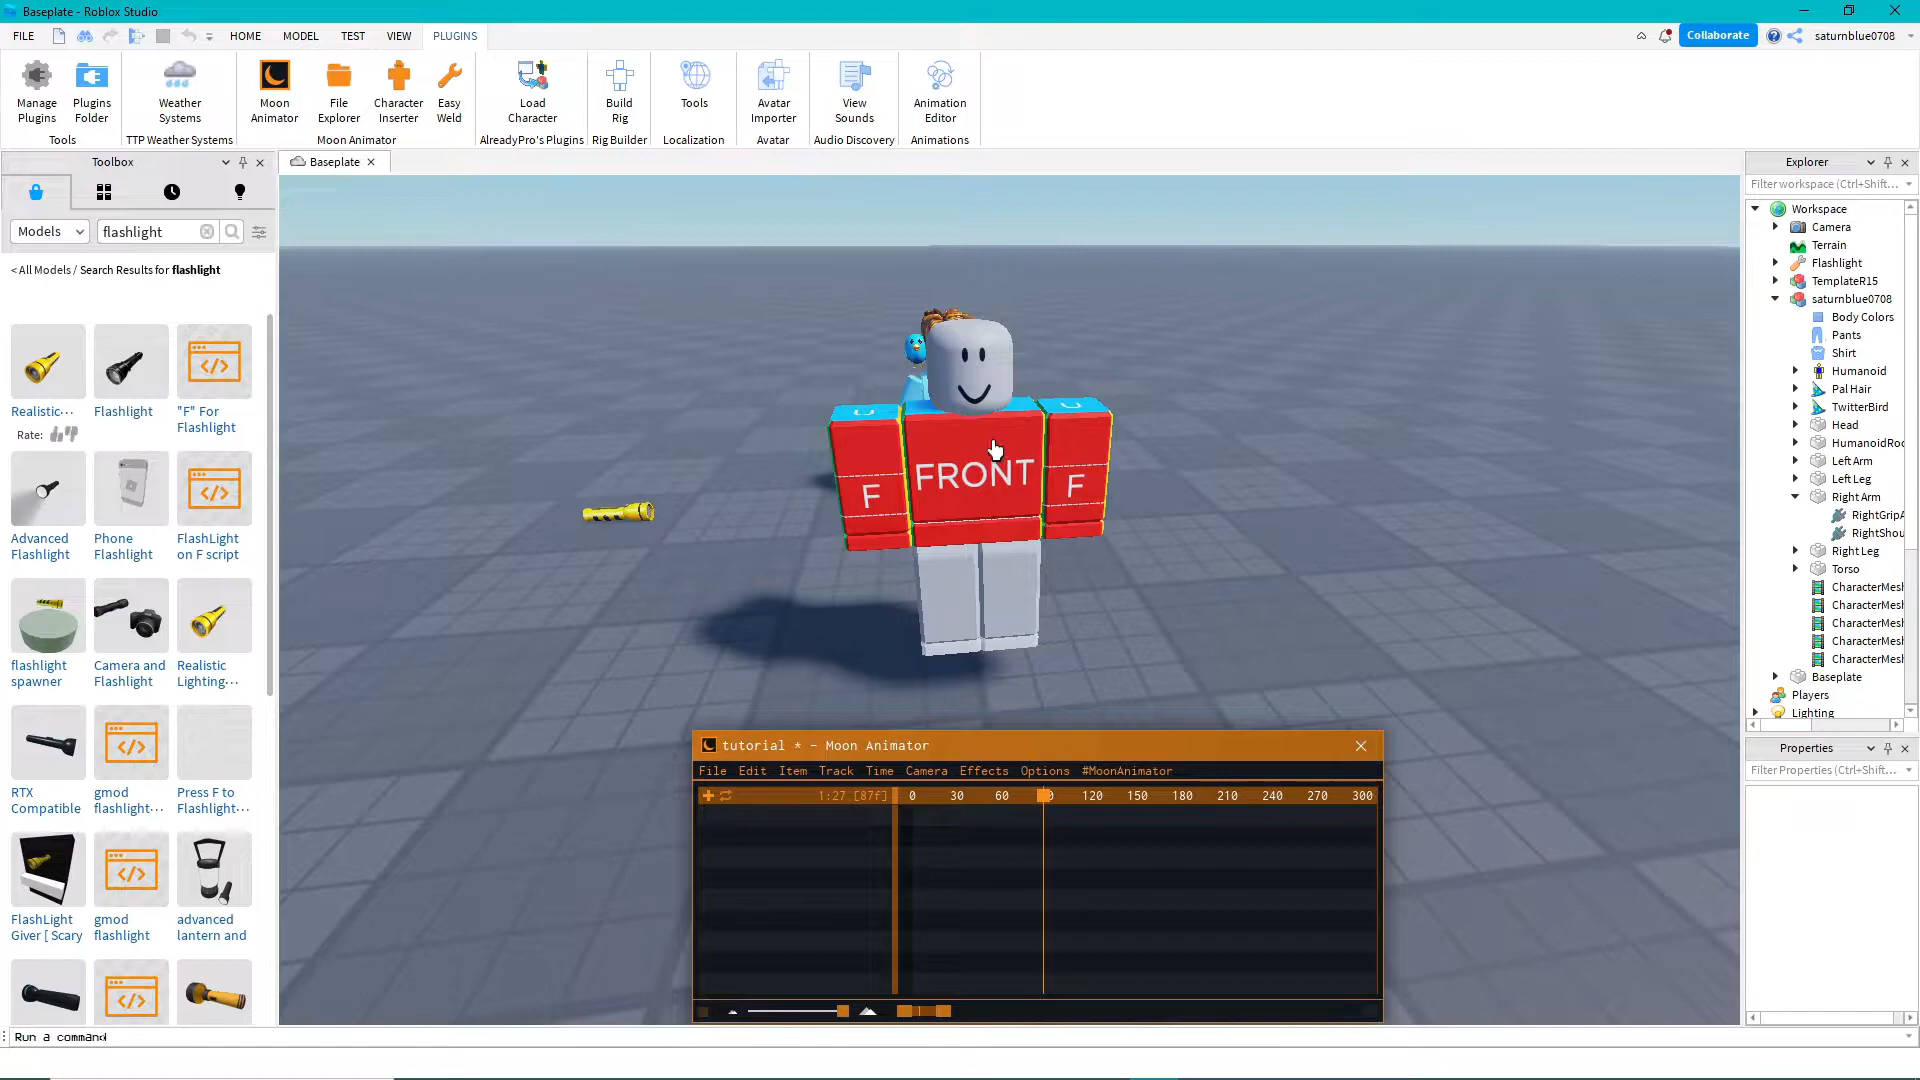 Baseplate - Roblox Studio
FILE HOME MODEL TEST VIEW PLUGINS Collaborate saturnblue0708
Manage Plugins
Plugins Folder
Tools
Weather Systems
TTP Weather Systems
Moon Animator
File Explorer
Character Inserter
Easy Weld
Moon Animator
Load Character
AlreadyPro's Plugins
Build Rig
Rig Builder
Tools
Localization
Avatar Importer
Avatar
View Sounds
Audio Discovery
Animation Editor
Animations
Toolbox
Baseplate
Models
flashlight
< All Models / Search Results for flashlight
Realistic...
Rate:
Flashlight
"F" For Flashlight
Advanced Flashlight
Phone Flashlight
FlashLight on F script
flashlight spawner
Camera and Flashlight
Realistic Lighting...
RTX Compatible
gmod flashlight...
Press F to Flashlight...
FlashLight Giver [ Scary
gmod flashlight
advanced lantern and
U
U
FRONT
F
F
tutorial * - Moon Animator
File Edit Item Track Time Camera Effects Options #MoonAnimator
1:27 [87f] 0 30 60 120 150 180 210 240 270 300
Explorer
Filter workspace (Ctrl+Shift...
Workspace
Camera
Terrain
Flashlight
TemplateR15
saturnblue0708
Body Colors
Pants
Shirt
Humanoid
Pal Hair
TwitterBird
Head
HumanoidRoo
Left Arm
Left Leg
Right Arm
RightGripA
RightShou
Right Leg
Torso
CharacterMesh
CharacterMesh
CharacterMesh
CharacterMesh
CharacterMesh
Baseplate
Players
Lighting
Properties
Filter Properties (Ctrl+Shift...
Run a command